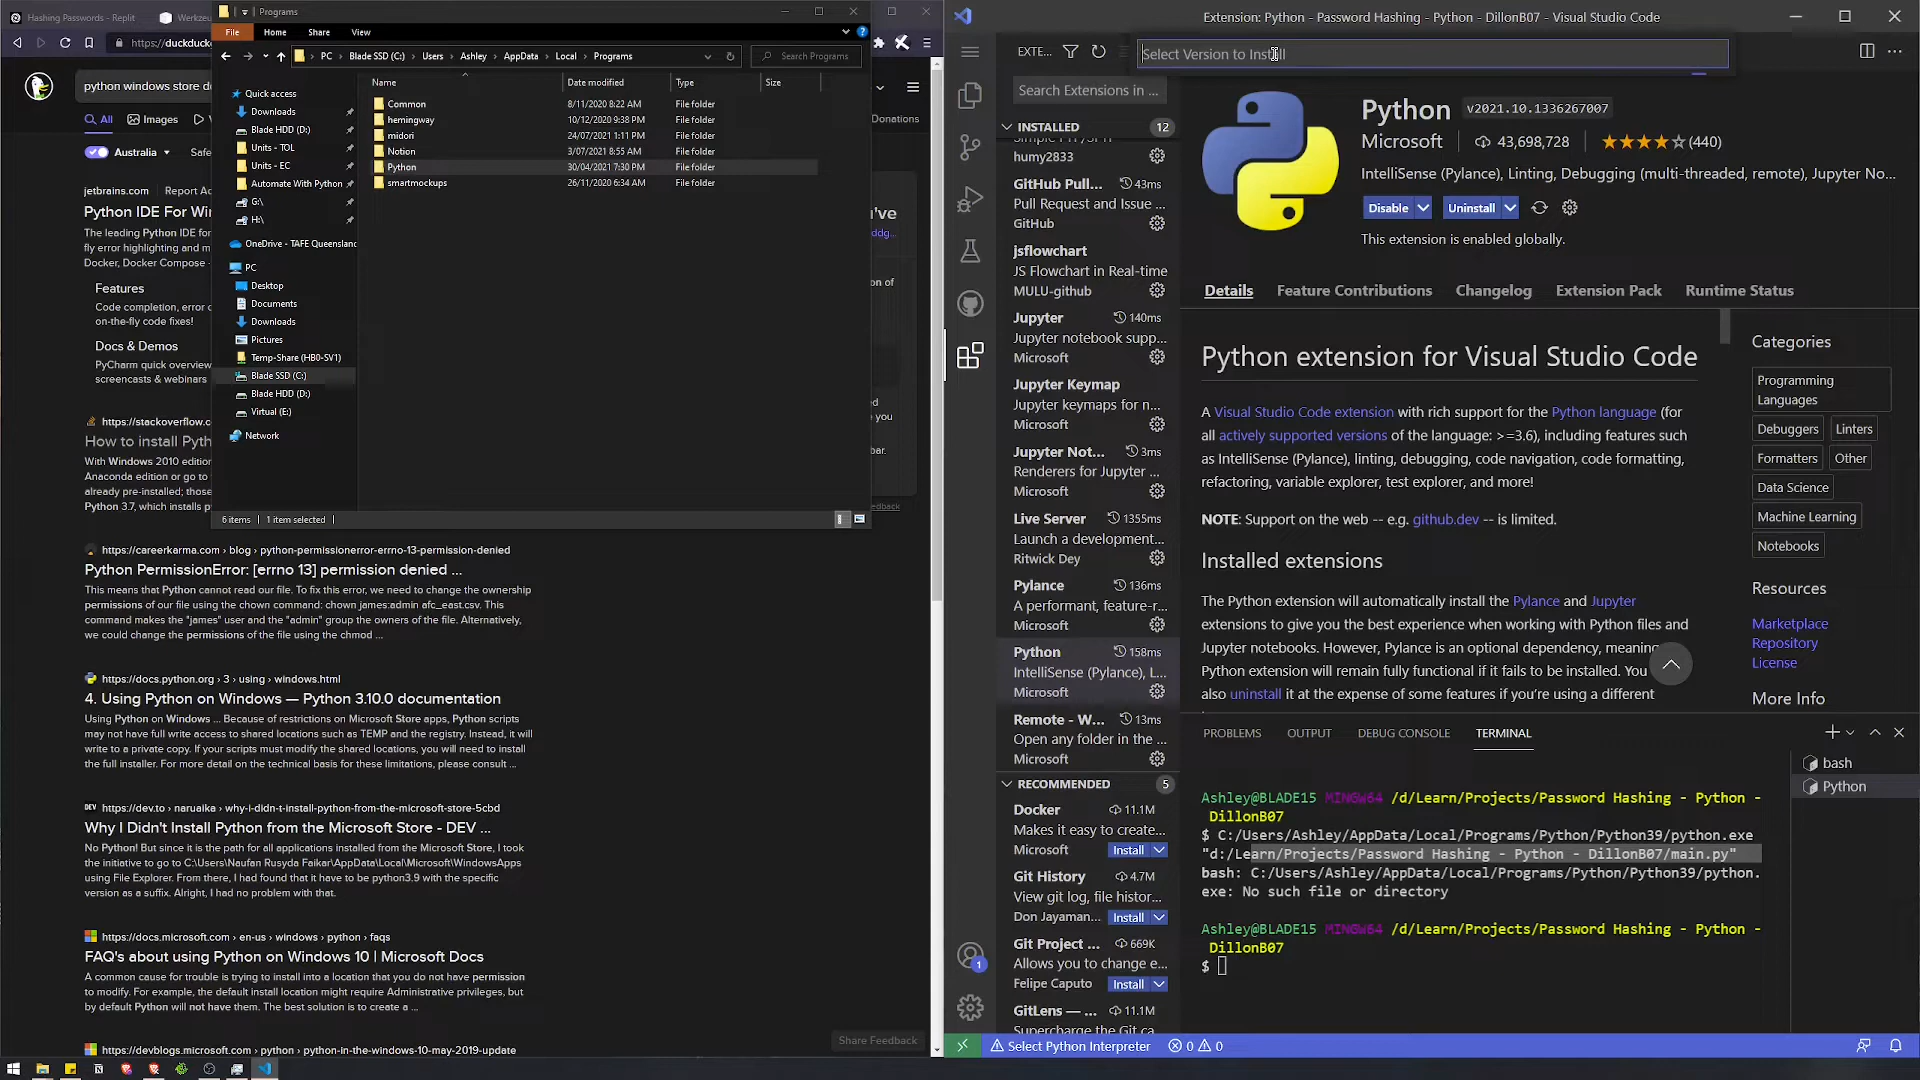 Hashing Passwords - Replit
Werkzeu
https://duckduckg
python windows store d
All
Images
Donations
Australia
Safe
jetbrains.com
Report Ac
Python IDE For Wi
The leading Python IDE for
fly error highlighting and m
Docker, Docker Compose -
Features
Code completion, error c
on-the-fly code fixes!
Docs & Demos
PyCharm quick overview
screencasts & webinars
https://stackoverflow.c
How to install Pyth
With Windows 2010 edition
Anaconda edition or go to
already pre-installed; those
Python 3.7, which installs p
https://careerkarma.com › blog › python-permissionerror-errno-13-permission-denied
Python PermissionError: [errno 13] permission denied ...
This means that Python cannot read our file. To fix this error, we need to change the ownership
permissions of our file using the chown command: chown james:admin afc_east.csv. This
command makes the "james" user and the "admin" group the owners of the file. Alternatively,
we could change the permissions of the file using the chmod ...
https://docs.python.org › 3 › using › windows.html
4. Using Python on Windows — Python 3.10.0 documentation
Using Python on Windows ... Because of restrictions on Microsoft Store apps, Python scripts
may not have full write access to shared locations such as TEMP and the registry. Instead, it will
write to a private copy. If your scripts must modify the shared locations, you will need to install
the full installer. For more detail on the technical basis for these limitations, please consult ...
DEV https://dev.to › naruaika › why-i-didn-t-install-python-from-the-microsoft-store-5cbd
Why I Didn't Install Python from the Microsoft Store - DEV ...
No Python! But since it is the path for all applications installed from the Microsoft Store, I took
the initiative to go to C:\Users\Naufan Rusyda Faikar\AppData\Local\Microsoft\WindowsApps
using File Explorer. From there, I had found that it have to be python3.9 with the specific
version as a suffix. Alright, I had no problem with that.
https://docs.microsoft.com › en-us › windows › python › faqs
FAQ's about using Python on Windows 10 | Microsoft Docs
A common cause for trouble is trying to install into a location that you do not have permission
to modify. For example, the default install location might require Administrative privileges, but
by default Python will not have them. The best solution is to create a ...
https://devblogs.microsoft.com › python › python-in-the-windows-10-may-2019-update
Share Feedback
Programs
File
Home
Share
View
PC › Blade SSD (C:) › Users › Ashley › AppData › Local › Programs
Search Programs
Name
Date modified
Type
Size
Quick access
Downloads
Blade HDD (D:)
Units - TOL
Units - EC
Automate With Python
G:\
H:\
OneDrive - TAFE Queensland
PC
Desktop
Documents
Downloads
Pictures
Temp-Share (HB0-SV1)
Blade SSD (C:)
Blade HDD (D:)
Virtual (E:)
Network
Common 8/11/2020 8:22 AM File folder
hemingway 10/12/2020 9:38 PM File folder
midori 24/07/2021 1:11 PM File folder
Notion 3/07/2021 8:55 AM File folder
Python 30/04/2021 7:30 PM File folder
smartmockups 26/11/2020 6:34 AM File folder
6 items
1 item selected
Extension: Python - Password Hashing - Python - DillonB07 - Visual Studio Code
EXTE...
Select Version to Install
Search Extensions in ...
INSTALLED 12
humy2833
GitHub Pull... 43ms
Pull Request and Issue ...
GitHub
jsflowchart
JS Flowchart in Real-time
MULU-github
Jupyter 140ms
Jupyter notebook supp...
Microsoft
Jupyter Keymap
Jupyter keymaps for n...
Microsoft
Jupyter Not... 3ms
Renderers for Jupyter ...
Microsoft
Live Server 1355ms
Launch a development...
Ritwick Dey
Pylance 136ms
A performant, feature-r...
Microsoft
Python 158ms
IntelliSense (Pylance), L...
Microsoft
Remote - W... 13ms
Open any folder in the ...
Microsoft
RECOMMENDED 5
Docker 11.1M
Makes it easy to create...
Microsoft Install
Git History 4.7M
View git log, file histor...
Don Jayaman... Install
Git Project ... 669K
Allows you to change e...
Felipe Caputo Install
GitLens — ... 11.1M
Supercharge the Git ca
Python v2021.10.1336267007
Microsoft 43,698,728 (440)
IntelliSense (Pylance), Linting, Debugging (multi-threaded, remote), Jupyter No...
Disable
Uninstall
This extension is enabled globally.
Details
Feature Contributions
Changelog
Extension Pack
Runtime Status
Python extension for Visual Studio Code
A Visual Studio Code extension with rich support for the Python language (for
all actively supported versions of the language: >=3.6), including features such
as IntelliSense (Pylance), linting, debugging, code navigation, code formatting,
refactoring, variable explorer, test explorer, and more!
NOTE: Support on the web -- e.g. github.dev -- is limited.
Installed extensions
The Python extension will automatically install the Pylance and Jupyter
extensions to give you the best experience when working with Python files and
Jupyter notebooks. However, Pylance is an optional dependency, meaning
Python extension will remain fully functional if it fails to be installed. You
also uninstall it at the expense of some features if you're using a different
Categories
Programming
Languages
Debuggers
Linters
Formatters
Other
Data Science
Machine Learning
Notebooks
Resources
Marketplace
Repository
License
More Info
PROBLEMS
OUTPUT
DEBUG CONSOLE
TERMINAL
bash
Python
Ashley@BLADE15 MINGW64 /d/Learn/Projects/Password Hashing - Python -
DillonB07
$ C:/Users/Ashley/AppData/Local/Programs/Python/Python39/python.exe
"d:/Learn/Projects/Password Hashing - Python - DillonB07/main.py"
bash: C:/Users/Ashley/AppData/Local/Programs/Python/Python39/python.
exe: No such file or directory
Ashley@BLADE15 MINGW64 /d/Learn/Projects/Password Hashing - Python -
DillonB07
$
1
Select Python Interpreter
0
0